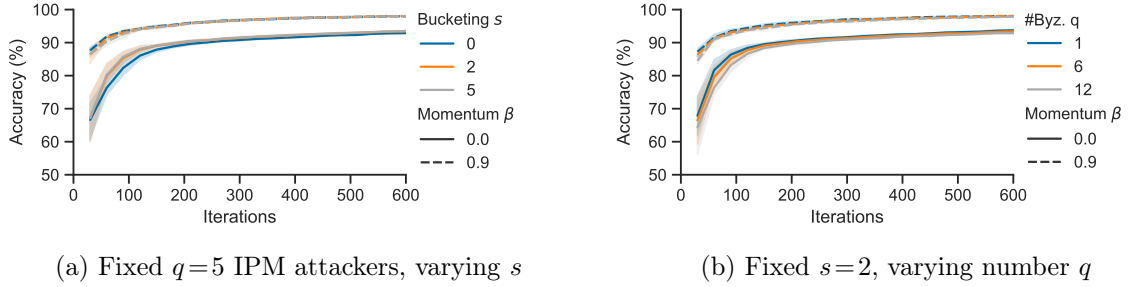 100
90
80
70
60
50
Accuracy (%)
0 100 200 300 400 500 600
Iterations
Bucketing s
0
2
5
Momentum β
0.0
0.9
(a) Fixed q=5 IPM attackers, varying s
100
90
80
70
60
50
Accuracy (%)
0 100 200 300 400 500 600
Iterations
#Byz. q
1
6
12
Momentum β
0.0
0.9
(b) Fixed s=2, varying number q